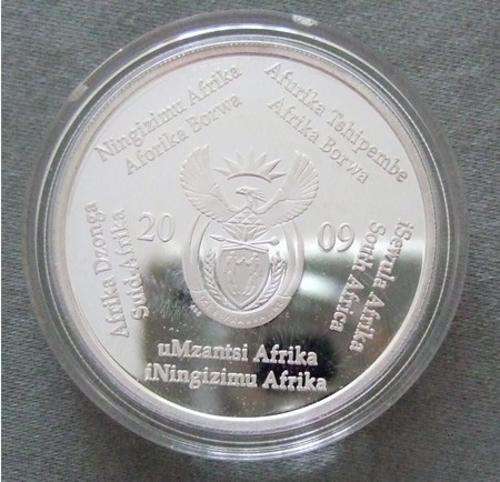 Ningizimu Afrika
Aforika Borwa
Afurika Tshipembe
Afrika Borwa
20 09
iSewula Afrika
South Africa
Afrika Dzonga
Suid-Afrika
uMzantsi Afrika
iNingizimu Afrika